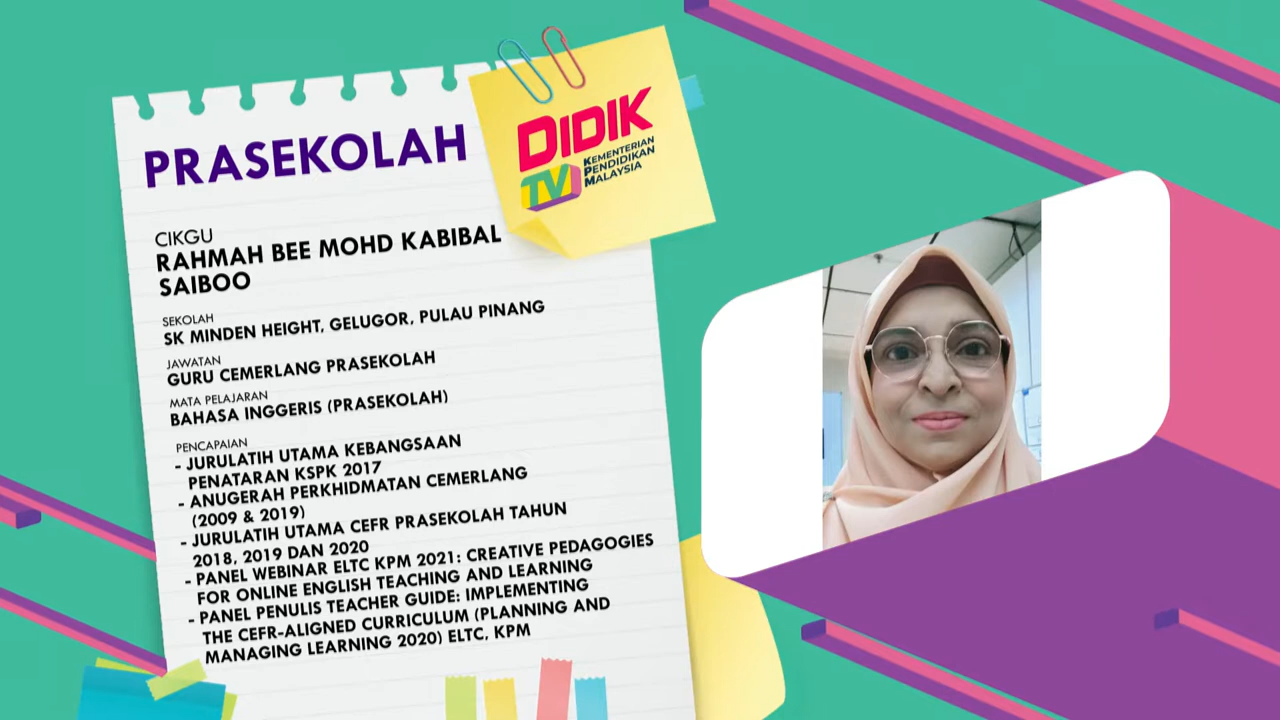 PRASEKOLAH
DIDIK
TV
KEMENTERIAN
PENDIDIKAN
MALAYSIA
CIKGU
RAHMAH BEE MOHD KABIBAL
SAIBOO
SEKOLAH
SK MINDEN HEIGHT, GELUGOR, PULAU PINANG
JAWATAN
GURU CEMERLANG PRASEKOLAH
MATA PELAJARAN
BAHASA INGGERIS (PRASEKOLAH)
PENCAPAIAN
- JURULATIH UTAMA KEBANGSAAN
PENATARAN KSPK 2017
- ANUGERAH PERKHIDMATAN CEMERLANG
(2009 & 2019)
- JURULATIH UTAMA CEFR PRASEKOLAH TAHUN
2018, 2019 DAN 2020
- PANEL WEBINAR ELTC KPM 2021: CREATIVE PEDAGOGIES
FOR ONLINE ENGLISH TEACHING AND LEARNING
- PANEL PENULIS TEACHER GUIDE: IMPLEMENTING
THE CEFR-ALIGNED CURRICULUM (PLANNING AND
MANAGING LEARNING 2020) ELTC, KPM